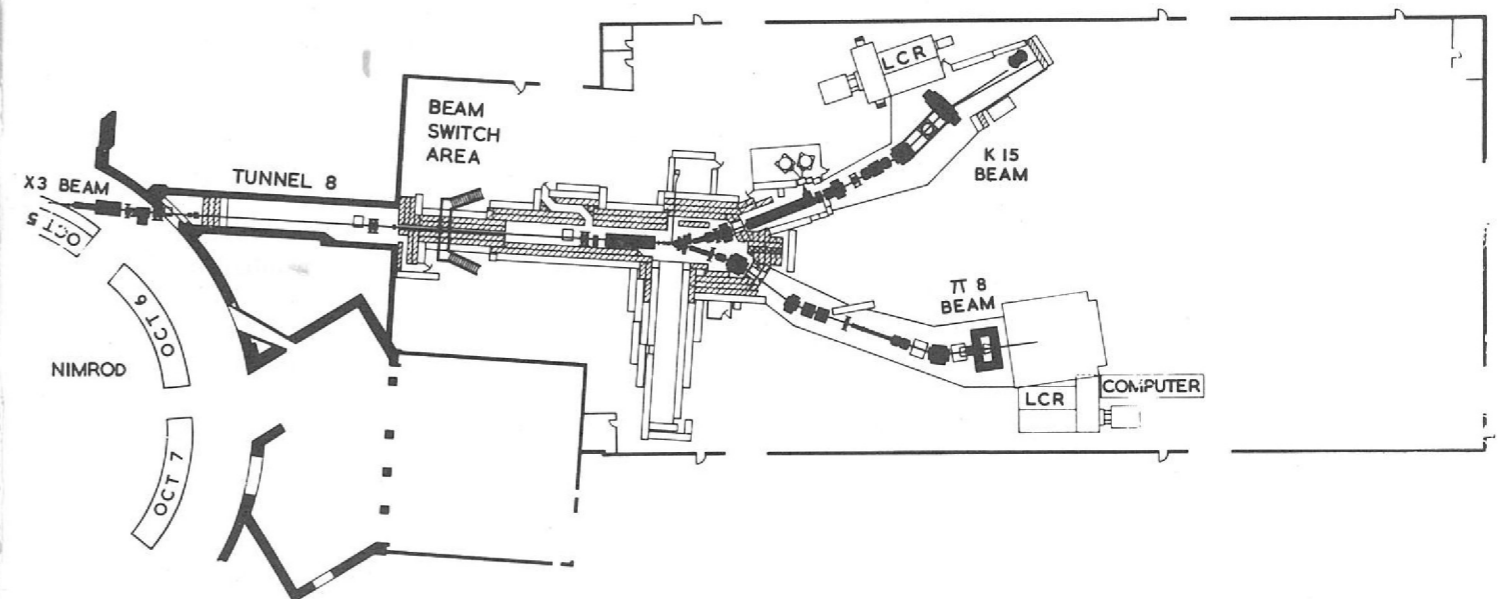 LCR
BEAM
SWITCH
AREA
K 15
BEAM
X3 BEAM
TUNNEL 8
OCT 5
π 8
BEAM
OCT 6
NIMROD
COMPUTER
LCR
OCT 7